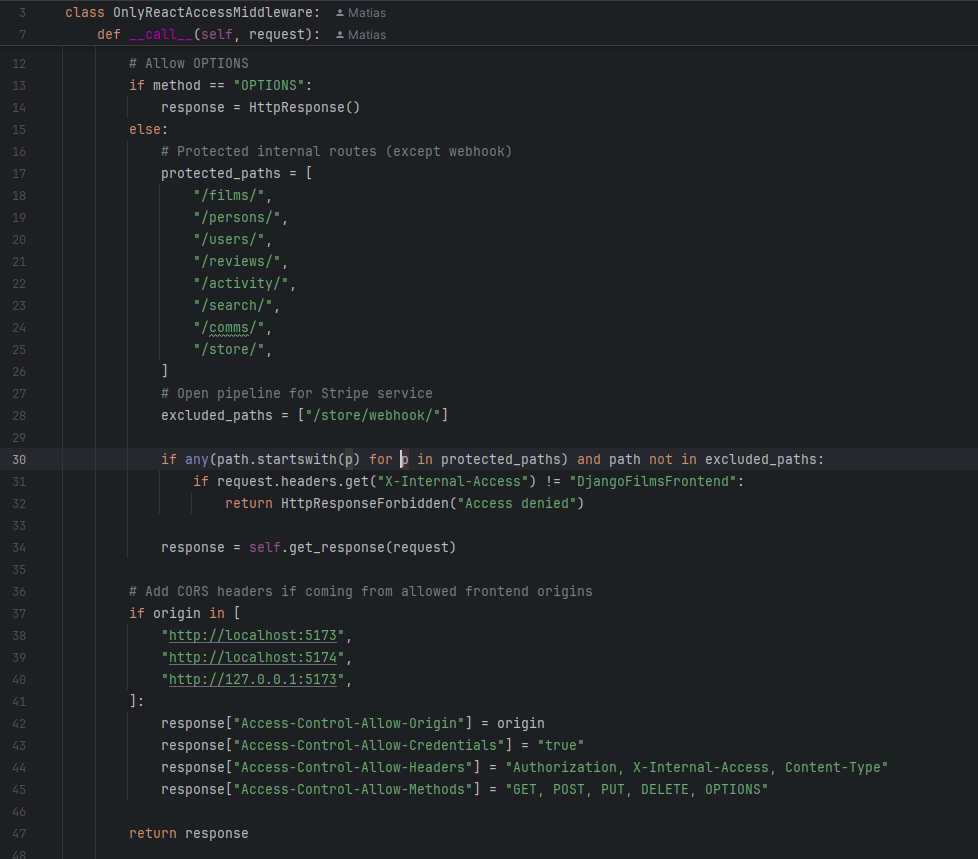 3 class OnlyReactAccessMiddleware: Matias
7 def __call__(self, request): Matias
12 # Allow OPTIONS
13 if method == "OPTIONS":
14 response = HttpResponse()
15 else:
16 # Protected internal routes (except webhook)
17 protected_paths = [
18 "/films/",
19 "/persons/",
20 "/users/",
21 "/reviews/",
22 "/activity/",
23 "/search/",
24 "/comms/",
25 "/store/",
26 ]
27 # Open pipeline for Stripe service
28 excluded_paths = ["/store/webhook/"]
29
30 if any(path.startswith(p) for p in protected_paths) and path not in excluded_paths:
31 if request.headers.get("X-Internal-Access") != "DjangoFilmsFrontend":
32 return HttpResponseForbidden("Access denied")
33
34 response = self.get_response(request)
35
36 # Add CORS headers if coming from allowed frontend origins
37 if origin in [
38 "http://localhost:5173",
39 "http://localhost:5174",
40 "http://127.0.0.1:5173",
41 ]:
42 response["Access-Control-Allow-Origin"] = origin
43 response["Access-Control-Allow-Credentials"] = "true"
44 response["Access-Control-Allow-Headers"] = "Authorization, X-Internal-Access, Content-Type"
45 response["Access-Control-Allow-Methods"] = "GET, POST, PUT, DELETE, OPTIONS"
46
47 return response
48